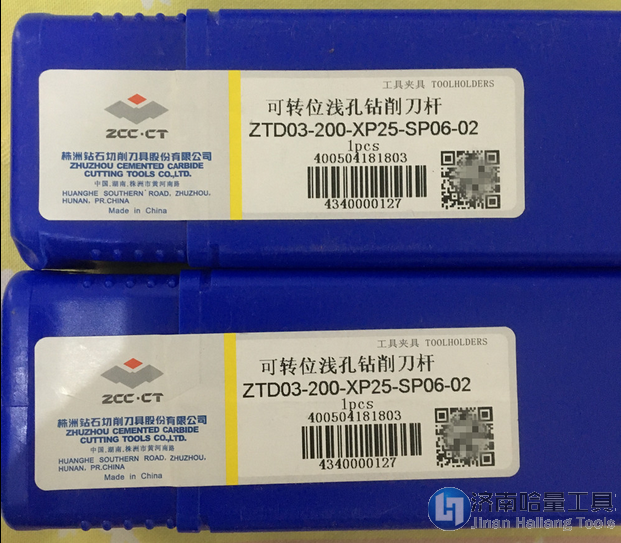 工具夹具 TOOLHOLDERS
ZCC·CT
可转位浅孔钻削刀杆
ZTD03-200-XP25-SP06-02
1pcs
400504181803
4340000127
株洲钻石切削刀具股份有限公司
ZHUZHOU CEMENTED CARBIDE
CUTTING TOOLS CO.,LTD.
中国.湖南.株洲市黄河南路
HUANGHE SOUTHERN ROAD, ZHUZHOU,
HUNAN, PR.CHINA
Made in China
工具夹具 TOOLHOLDERS
ZCC·CT
可转位浅孔钻削刀杆
ZTD03-200-XP25-SP06-02
1pcs
400504181803
4340000127
株洲钻石切削刀具股份有限公司
ZHUZHOU CEMENTED CARBIDE
CUTTING TOOLS CO.,LTD.
中国.湖南.株洲市黄河南路
HUANGHE SOUTHERN ROAD, ZHUZHOU,
HUNAN, PR.CHINA
Made in China
济南哈量工具
Jinan Haliang Tools